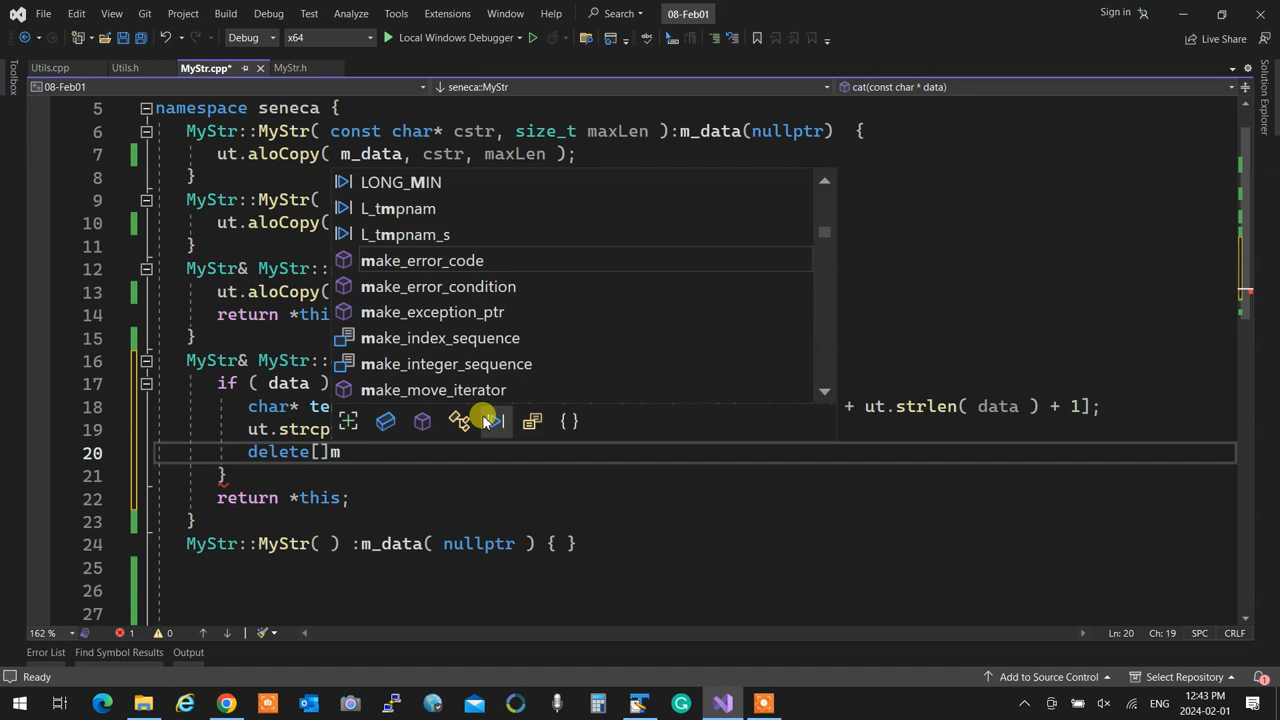 File Edit View Git Project Build Debug Test Analyze Tools Extensions Window Help Search 08-Feb01 Sign in
Debug x64 Local Windows Debugger Live Share
Toolbox
Utils.cpp Utils.h MyStr.cpp* MyStr.h
Solution Explorer
08-Feb01 seneca::MyStr cat(const char * data)
5 namespace seneca {
6 MyStr::MyStr( const char* cstr, size_t maxLen ):m_data(nullptr) {
7 ut.aloCopy( m_data, cstr, maxLen );
8 }
9 MyStr::MyStr(
10 ut.aloCopy(
11 }
12 MyStr& MyStr::
13 ut.aloCopy(
14 return *this
15 }
16 MyStr& MyStr::
17 if ( data )
18 char* te + ut.strlen( data ) + 1];
19 ut.strcp
20 delete[]m
21 }
22 return *this;
23 }
24 MyStr::MyStr( ) :m_data( nullptr ) { }
25
26
27
LONG_MIN
L_tmpnam
L_tmpnam_s
make_error_code
make_error_condition
make_exception_ptr
make_index_sequence
make_integer_sequence
make_move_iterator
{ }
162 % 1 0 Ln: 20 Ch: 19 SPC CRLF
Error List Find Symbol Results Output
Ready Add to Source Control Select Repository 1
ENG 12:43 PM
2024-02-01